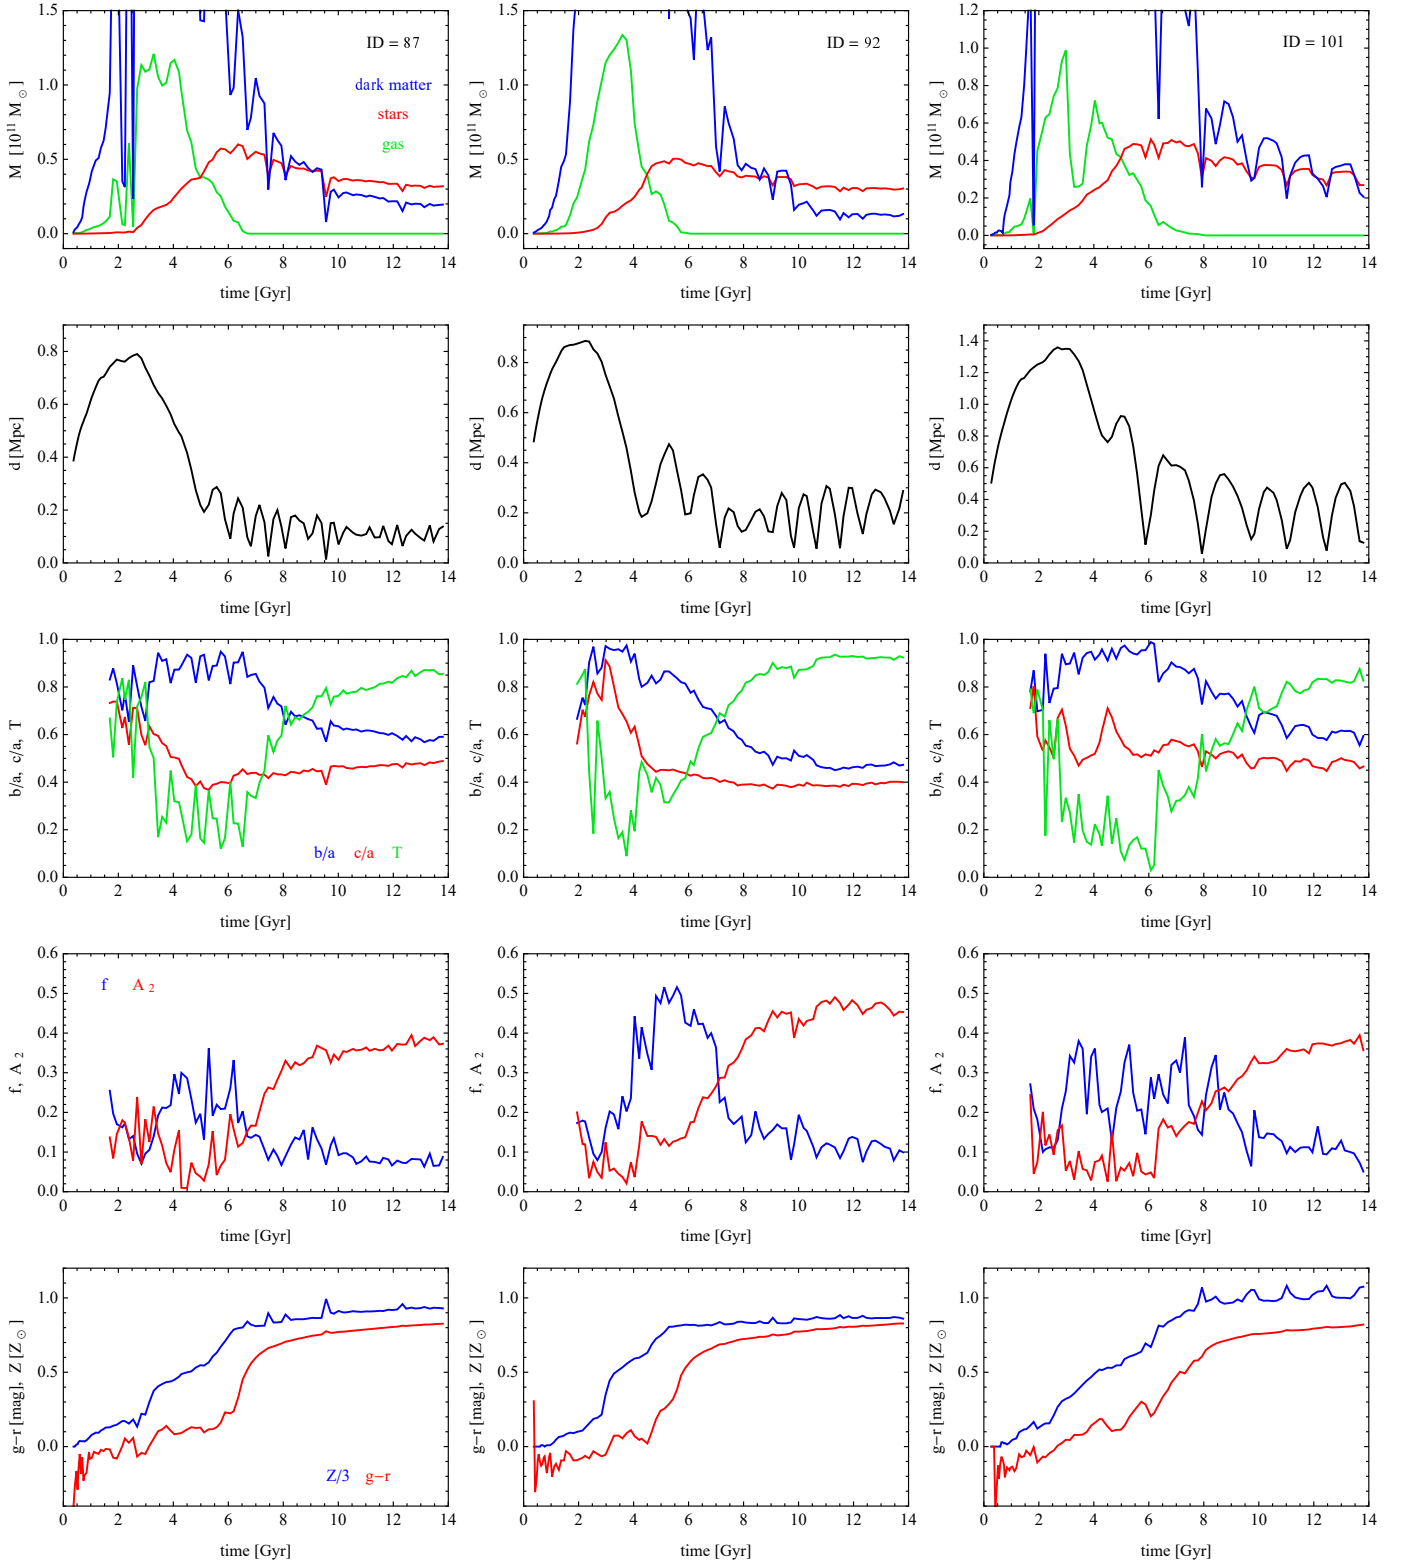 1.5
1.0
0.5
0.0
M [10¹¹ M⊙]
ID = 87
dark matter
stars
gas
0 2 4 6 8 10 12 14
time [Gyr]
1.5
1.0
0.5
0.0
M [10¹¹ M⊙]
ID = 92
0 2 4 6 8 10 12 14
time [Gyr]
1.2
1.0
0.8
0.6
0.4
0.2
0.0
M [10¹¹ M⊙]
ID = 101
0 2 4 6 8 10 12 14
time [Gyr]
0.8
0.6
0.4
0.2
0.0
d [Mpc]
0 2 4 6 8 10 12 14
time [Gyr]
0.8
0.6
0.4
0.2
0.0
d [Mpc]
0 2 4 6 8 10 12 14
time [Gyr]
1.4
1.2
1.0
0.8
0.6
0.4
0.2
0.0
d [Mpc]
0 2 4 6 8 10 12 14
time [Gyr]
1.0
0.8
0.6
0.4
0.2
0.0
b/a, c/a, T
b/a c/a T
0 2 4 6 8 10 12 14
time [Gyr]
1.0
0.8
0.6
0.4
0.2
0.0
b/a, c/a, T
0 2 4 6 8 10 12 14
time [Gyr]
1.0
0.8
0.6
0.4
0.2
0.0
b/a, c/a, T
0 2 4 6 8 10 12 14
time [Gyr]
0.6
0.5
0.4
0.3
0.2
0.1
0.0
f, A₂
f A₂
0 2 4 6 8 10 12 14
time [Gyr]
0.6
0.5
0.4
0.3
0.2
0.1
0.0
f, A₂
0 2 4 6 8 10 12 14
time [Gyr]
0.6
0.5
0.4
0.3
0.2
0.1
0.0
f, A₂
0 2 4 6 8 10 12 14
time [Gyr]
1.0
0.5
0.0
g−r [mag], Z [Z⊙]
Z/3 g−r
0 2 4 6 8 10 12 14
time [Gyr]
1.0
0.5
0.0
g−r [mag], Z [Z⊙]
0 2 4 6 8 10 12 14
time [Gyr]
1.0
0.5
0.0
g−r [mag], Z [Z⊙]
0 2 4 6 8 10 12 14
time [Gyr]